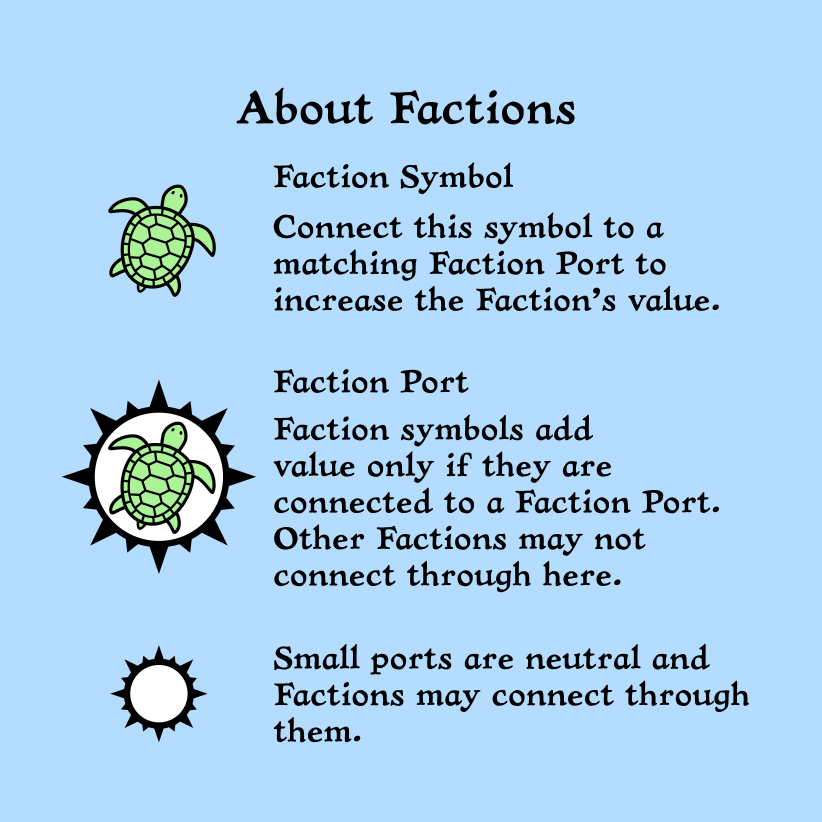 About Factions
Faction Symbol
Connect this symbol to a
matching Faction Port to
increase the Faction's value.
Faction Port
Faction symbols add
value only if they are
connected to a Faction Port.
Other Factions may not
connect through here.
Small ports are neutral and
Factions may connect through
them.